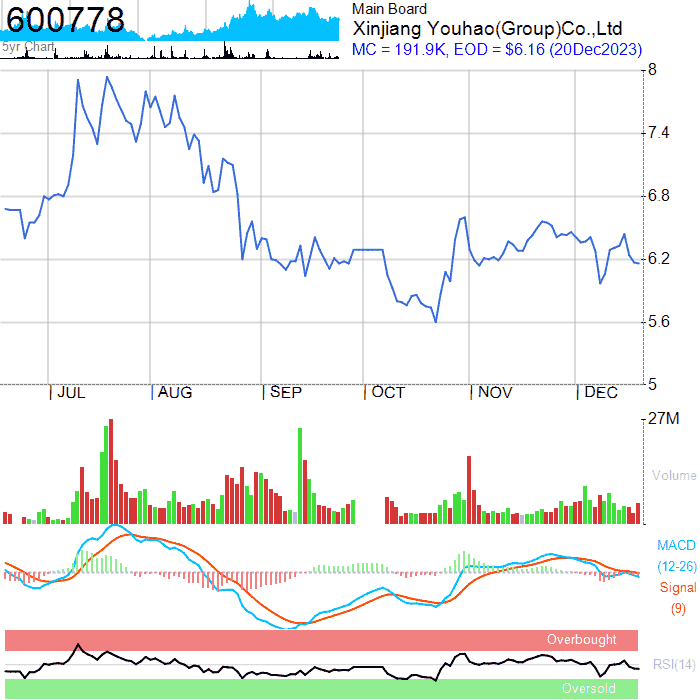 600778
5yr Chart
Main Board
Xinjiang Youhao(Group)Co.,Ltd
MC = 191.9K, EOD = $6.16 (20Dec2023)
8
7.4
6.8
6.2
5.6
5
JUL
AUG
SEP
OCT
NOV
DEC
27M
Volume
MACD
(12-26)
Signal
(9)
Overbought
RSI(14)
Oversold